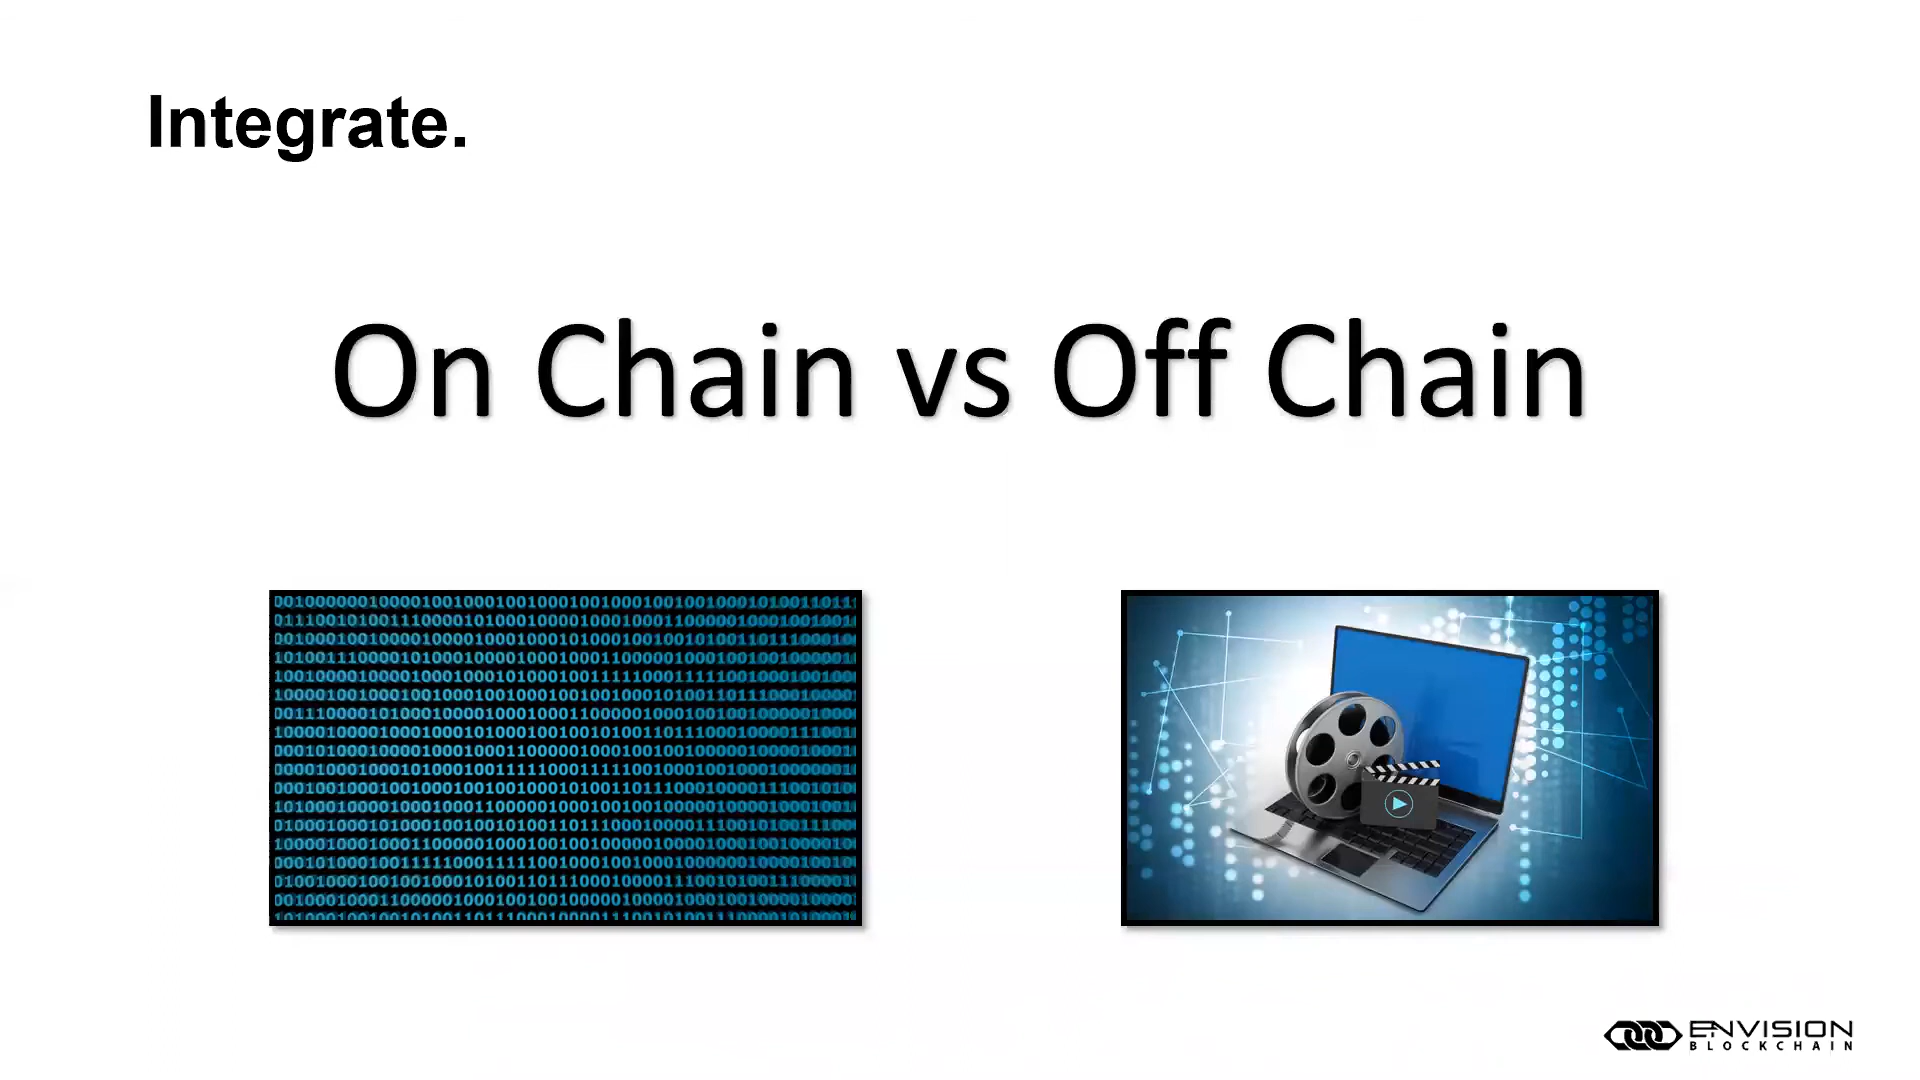 Integrate.
On Chain vs Off Chain
ENVISION
BLOCKCHAIN